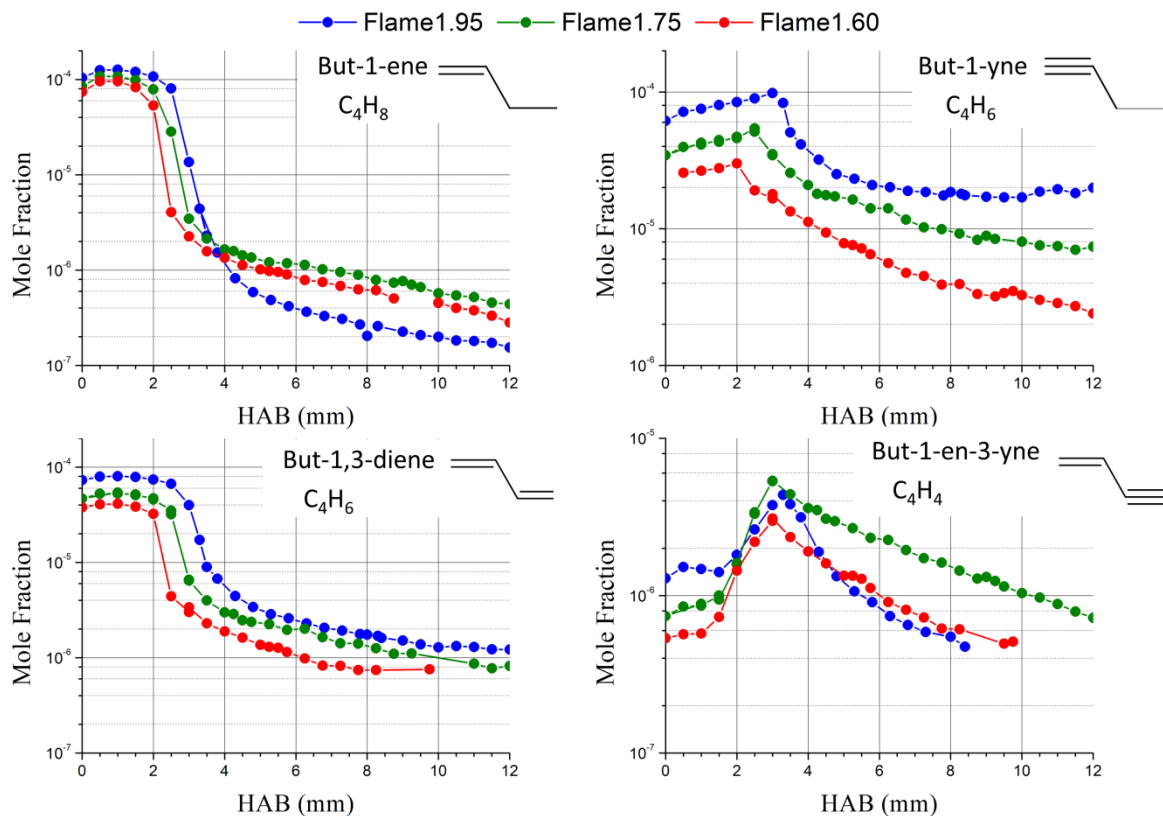 Flame1.95 Flame1.75 Flame1.60
But-1-ene
C₄H₈
Mole Fraction
10⁻⁴
10⁻⁵
10⁻⁶
10⁻⁷
0 2 4 6 8 10 12
HAB (mm)
But-1-yne
C₄H₆
Mole Fraction
10⁻⁴
10⁻⁵
10⁻⁶
0 2 4 6 8 10 12
HAB (mm)
But-1,3-diene
C₄H₆
Mole Fraction
10⁻⁴
10⁻⁵
10⁻⁶
10⁻⁷
0 2 4 6 8 10 12
HAB (mm)
But-1-en-3-yne
C₄H₄
Mole Fraction
10⁻⁵
10⁻⁶
10⁻⁷
0 2 4 6 8 10 12
HAB (mm)